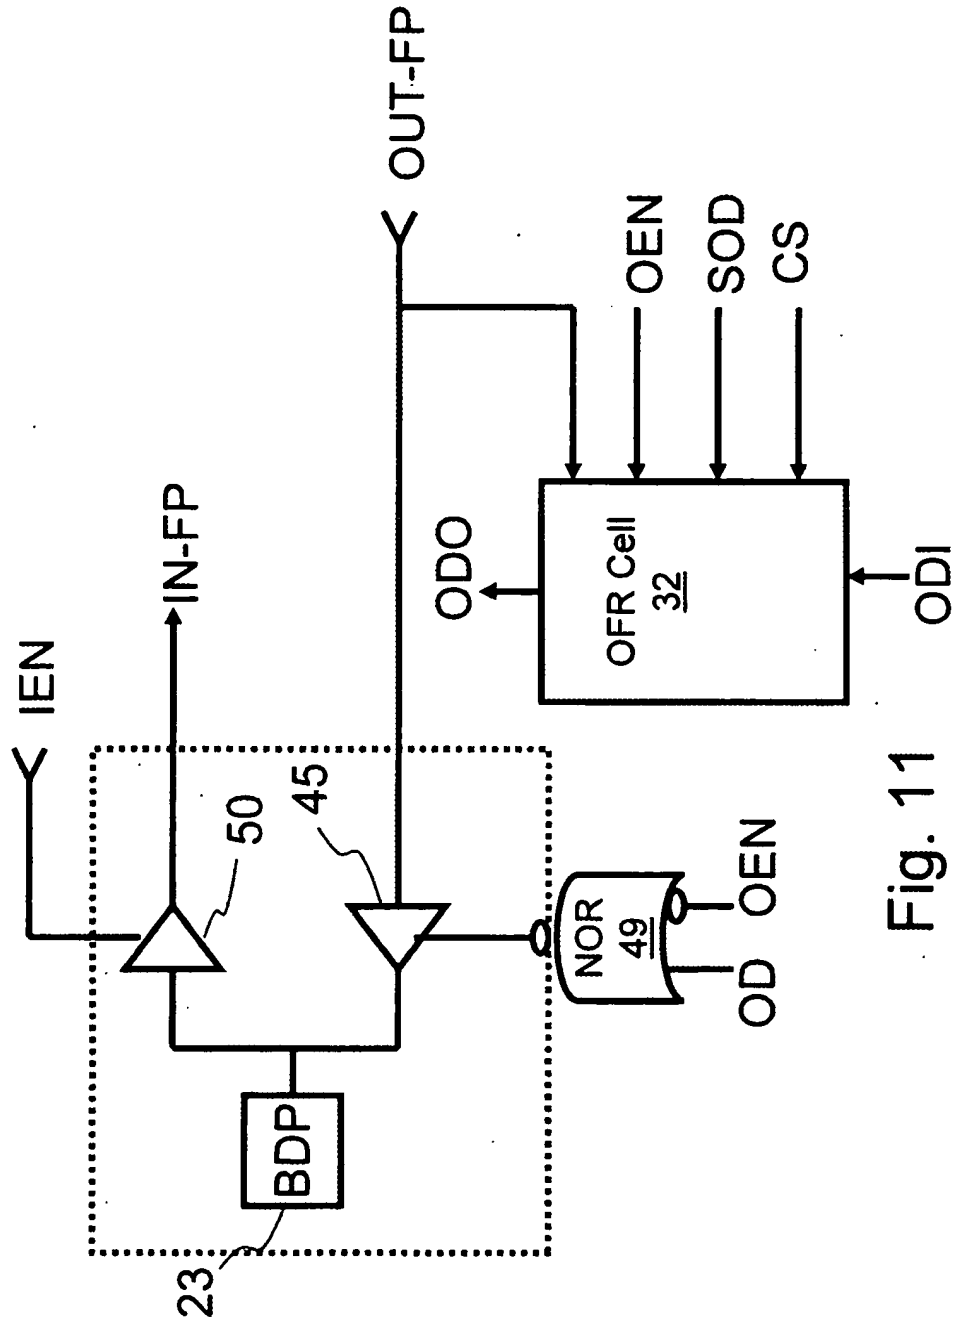 IEN
IN-FP
50
BDP
23
45
OUT-FP
ODO
OFR Cell
32
OEN
SOD
CS
ODI
NOR
49
OD
OEN
Fig. 11